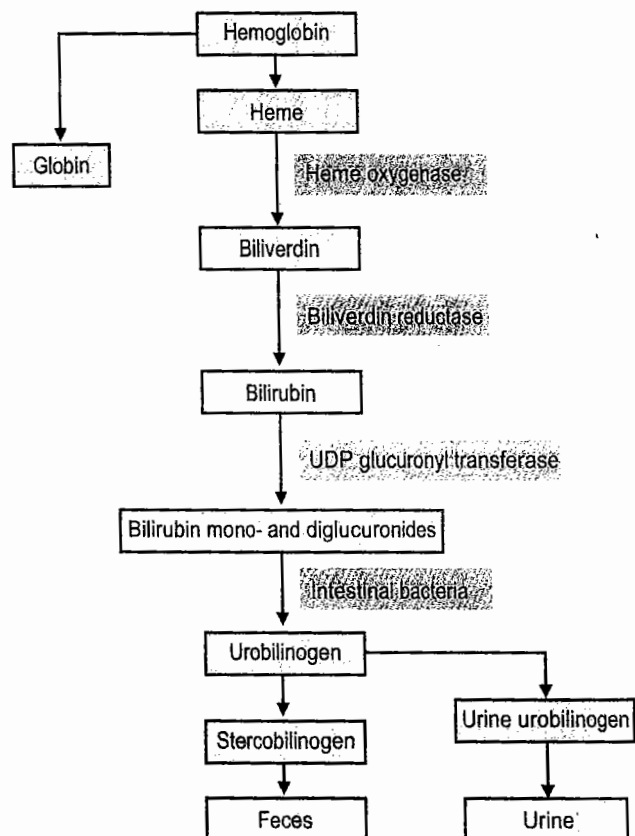 Hemoglobin
Heme
Globin
Heme oxygenase
Biliverdin
Biliverdin reductase
Bilirubin
UDP glucuronyl transferase
Bilirubin mono- and diglucuronides
Intestinal bacteria
Urobilinogen
Urine urobilinogen
Stercobilinogen
Feces
Urine